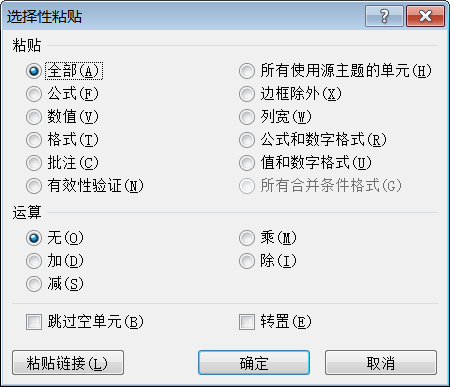 选择性粘贴
粘贴
全部(A) 所有使用源主题的单元(H)
公式(F) 边框除外(X)
数值(V) 列宽(W)
格式(T) 公式和数字格式(R)
批注(C) 值和数字格式(U)
有效性验证(N) 所有合并条件格式(G)
运算
无(O) 乘(M)
加(D) 除(I)
减(S)
跳过空单元(B) 转置(E)
粘贴链接(L) 确定 取消